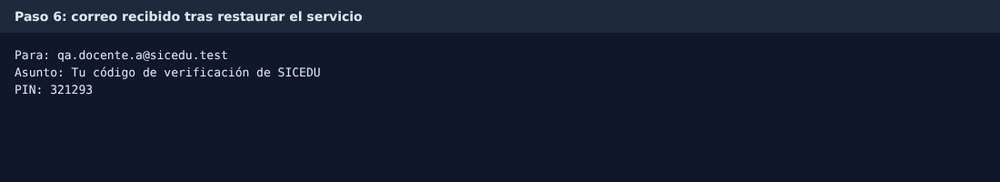 Paso 6: correo recibido tras restaurar el servicio
Para: qa.docente.a@sicedu.test
Asunto: Tu código de verificación de SICEDU
PIN: 321293